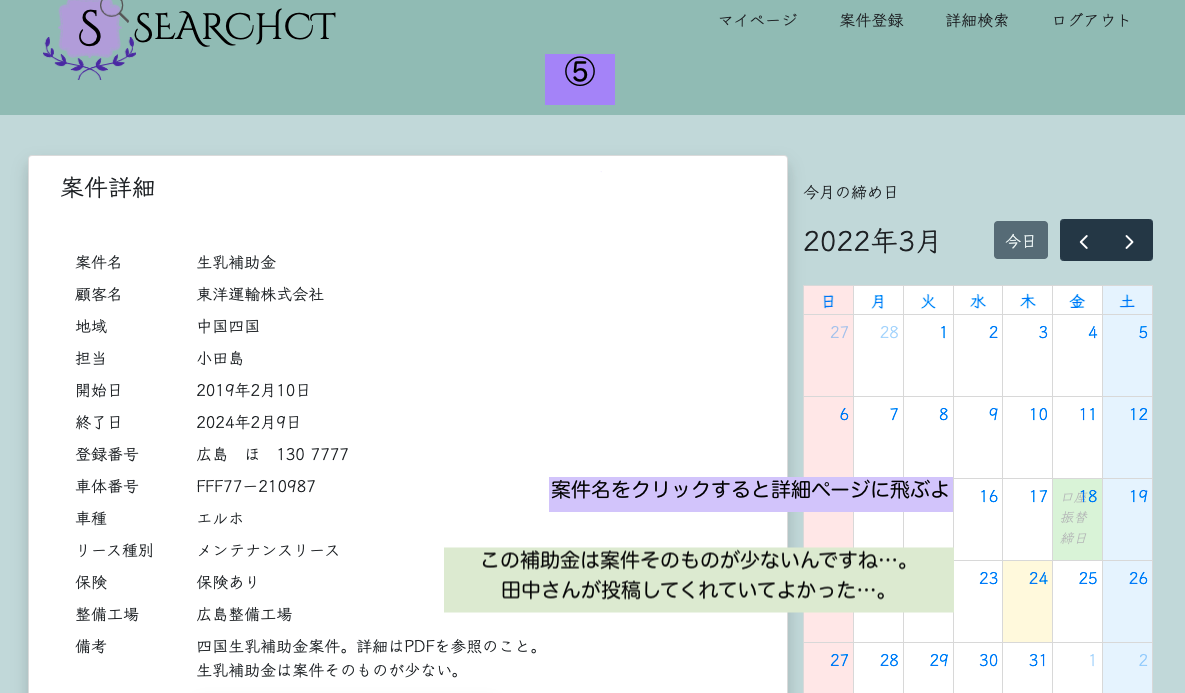 S SEARCHCT
マイページ 案件登録 詳細検索 ログアウト
⑤
案件詳細
案件名 生乳補助金
顧客名 東洋運輸株式会社
地域 中国四国
担当 小田島
開始日 2019年2月10日
終了日 2024年2月9日
登録番号 広島　ほ　130 7777
車体番号 FFF77ー210987
車種 エルホ
リース種別 メンテナンスリース
保険 保険あり
整備工場 広島整備工場
備考 四国生乳補助金案件。詳細はPDFを参照のこと。
生乳補助金は案件そのものが少ない。
案件名をクリックすると詳細ページに飛ぶよ
この補助金は案件そのものが少ないんですね…。
田中さんが投稿してくれていてよかった…。
今月の締め日
2022年3月 今日
日 月 火 水 木 金 土
27 28 1 2 3 4 5
6 7 8 9 10 11 12
16 17 18 19
口座
振替
締日
23 24 25 26
27 28 29 30 31 1 2